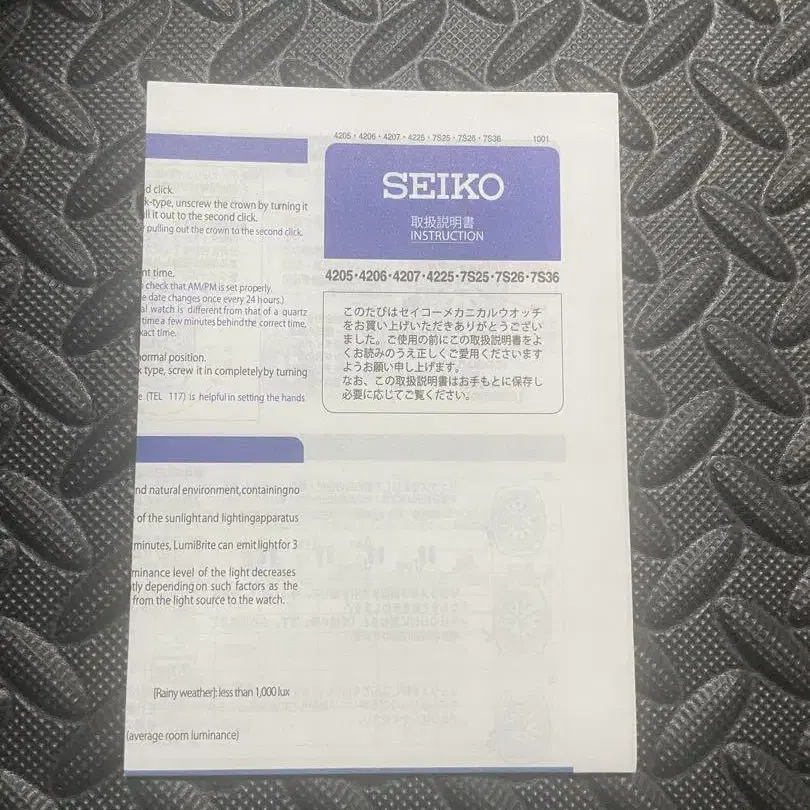 4205・4206・4207・4225・7S25・7S26・7S36 1001
SEIKO
取扱説明書
INSTRUCTION
4205・4206・4207・4225・7S25・7S26・7S36
このたびはセイコーメカニカルウオッチ
をお買い上げいただきありがとうござい
ました。ご使用の前にこの取扱説明書をよ
くお読みのうえ正しくご愛用くださいます
ようお願い申し上げます。
なお、この取扱説明書はお手もとに保存し
必要に応じてご覧ください。
d click.
k-type, unscrew the crown by turning it
ll it out to the second click.
pulling out the crown to the second click,
nt time.
check that AM/PM is set properly.
e date changes once every 24 hours.)
al watch is different from that of a quartz
time a few minutes behind the correct time,
xact time.
ormal position.
k type, screw it in completely by turning
e (TEL 117) is helpful in setting the hands
nd natural environment, containing no
of the sunlight and lighting apparatus
minutes, LumiBrite can emit light for 3
minance level of the light decreases
tly depending on such factors as the
from the light source to the watch.
[Rainy weather]: less than 1,000 lux
(average room luminance)